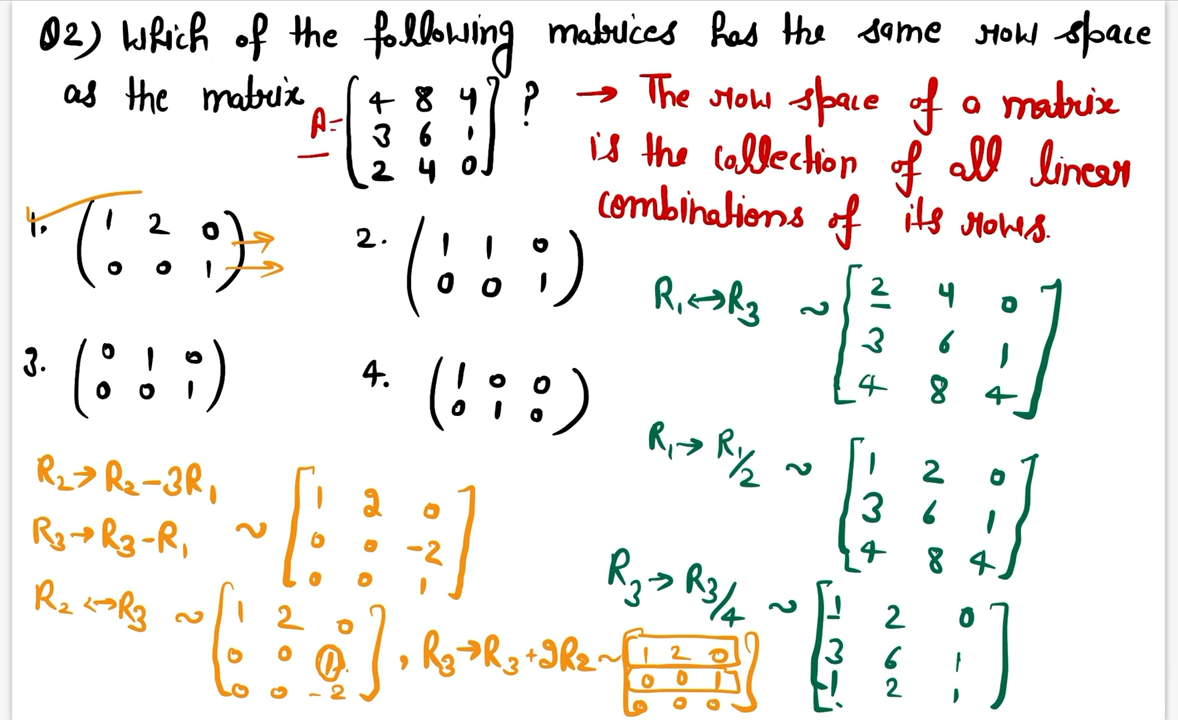 Q2) Which of the following matrices has the same row space
as the matrix A= [4 8 4
3 6 1
2 4 0] ?
→ The row space of a matrix
is the collection of all linear
combinations of its rows.
1. (1 2 0
0 0 1)
2. (1 1 0
0 0 1)
3. (0 1 0
0 0 1)
4. (1 0 0
0 1 0)
R₁↔R₃ ~ [2 4 0
3 6 1
4 8 4]
R₁→R₁/2 ~ [1 2 0
3 6 1
4 8 4]
R₃→R₃/4 ~ [1 2 0
3 6 1
1 2 1]
R₂→R₂-3R₁
R₃→R₃-R₁ ~ [1 2 0
0 0 -2
0 0 1]
R₂↔R₃ ~ [1 2 0
0 0 1
0 0 -2]
, R₃→R₃+2R₂ ~ [1 2 0
0 0 1
0 0 0]